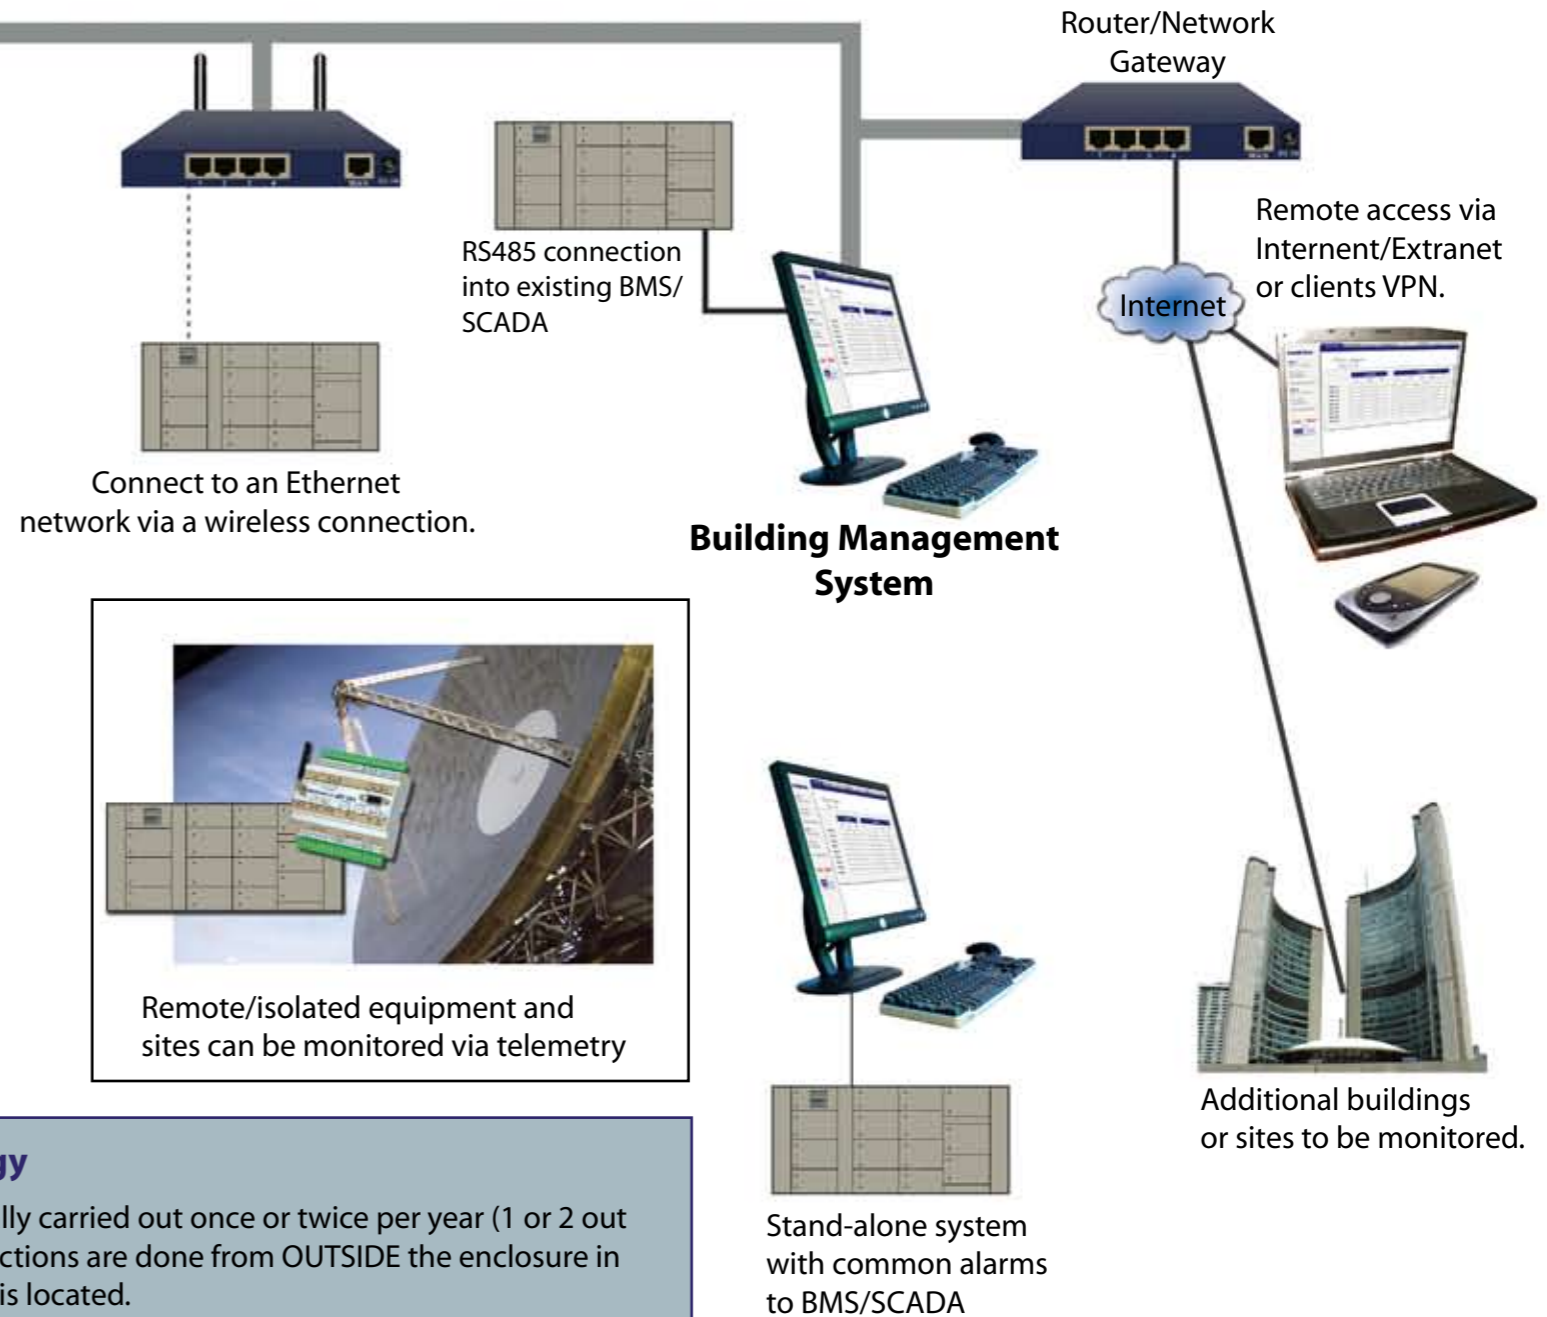 Router/Network
Gateway
Remote access via
Internent/Extranet
or clients VPN.
RS485 connection
into existing BMS/
SCADA
Internet
Connect to an Ethernet
network via a wireless connection.
Building Management
System
Remote/isolated equipment and
sites can be monitored via telemetry
Additional buildings
or sites to be monitored.
Stand-alone system
with common alarms
to BMS/SCADA
gy
lly carried out once or twice per year (1 or 2 out
ctions are done from OUTSIDE the enclosure in
is located.